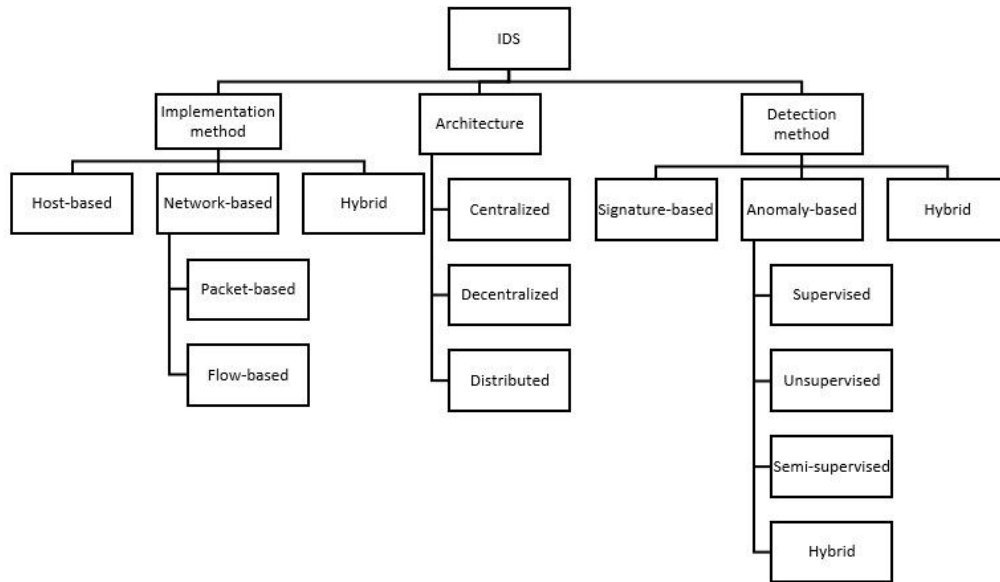 IDS
Implementation
method
Architecture
Detection
method
Host-based
Network-based
Hybrid
Signature-based
Anomaly-based
Hybrid
Packet-based
Flow-based
Centralized
Decentralized
Distributed
Supervised
Unsupervised
Semi-supervised
Hybrid